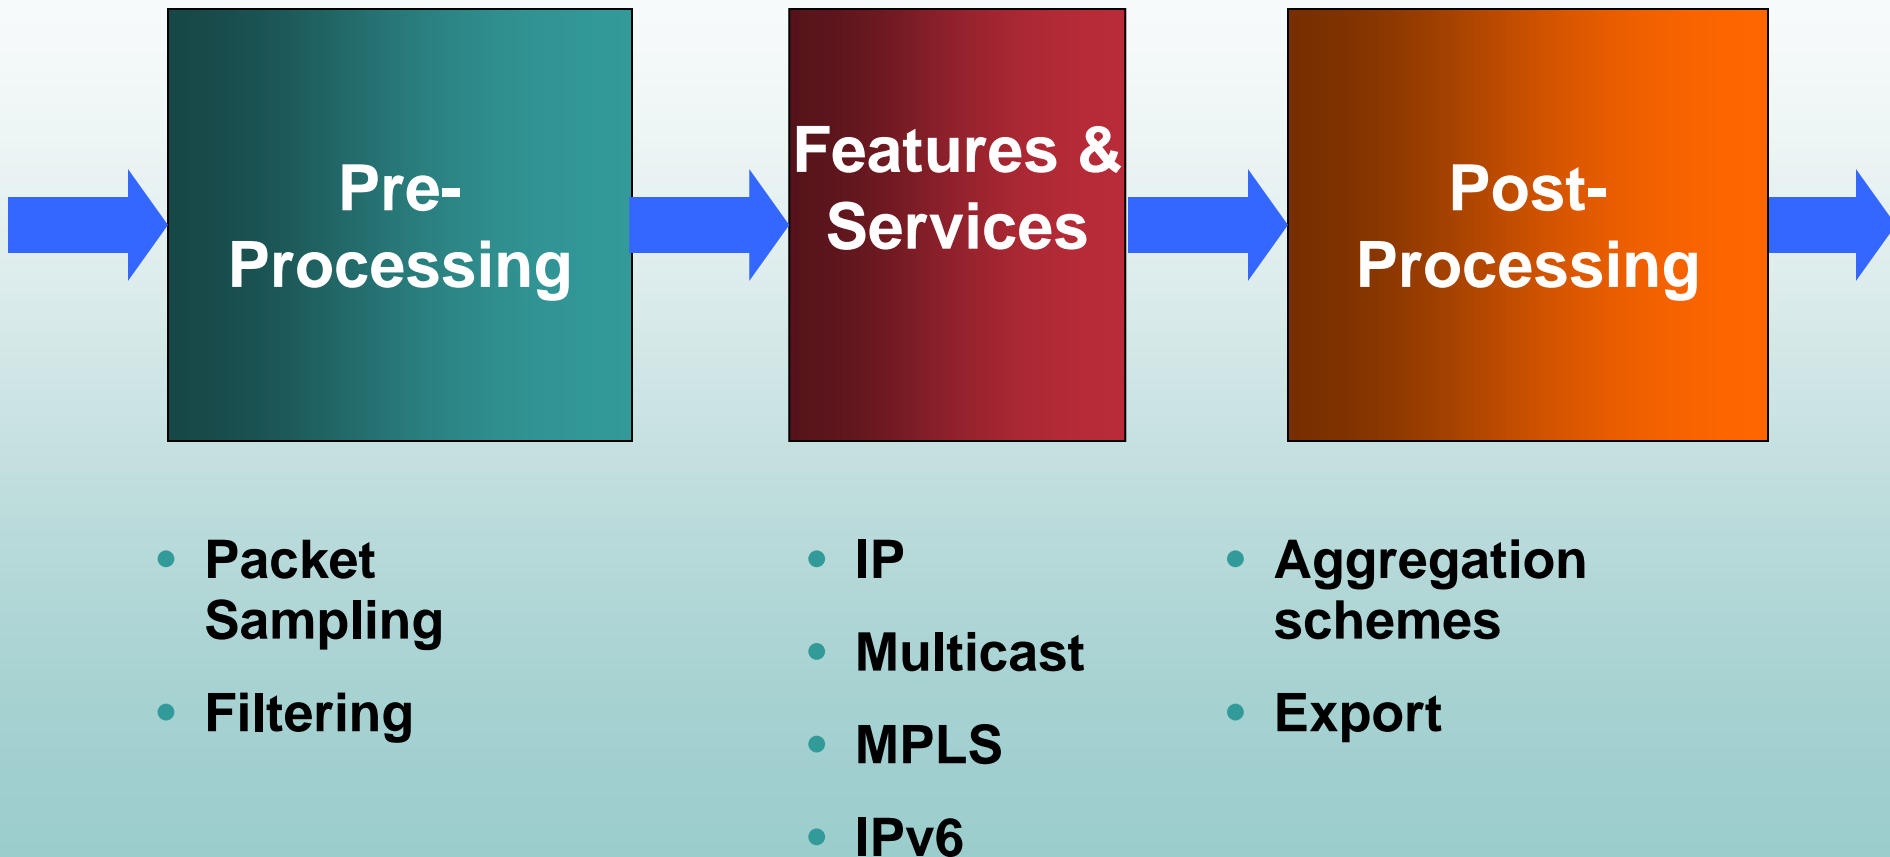 Pre-
Processing
Features &
Services
Post-
Processing
• Packet
Sampling
• Filtering
• IP
• Multicast
• MPLS
• IPv6
• Aggregation
schemes
• Export